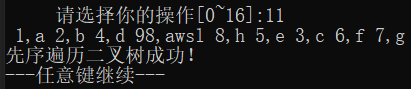 请选择你的操作[0~16]:11
1,a 2,b 4,d 98,awsl 8,h 5,e 3,c 6,f 7,g
先序遍历二叉树成功!
---任意键继续---